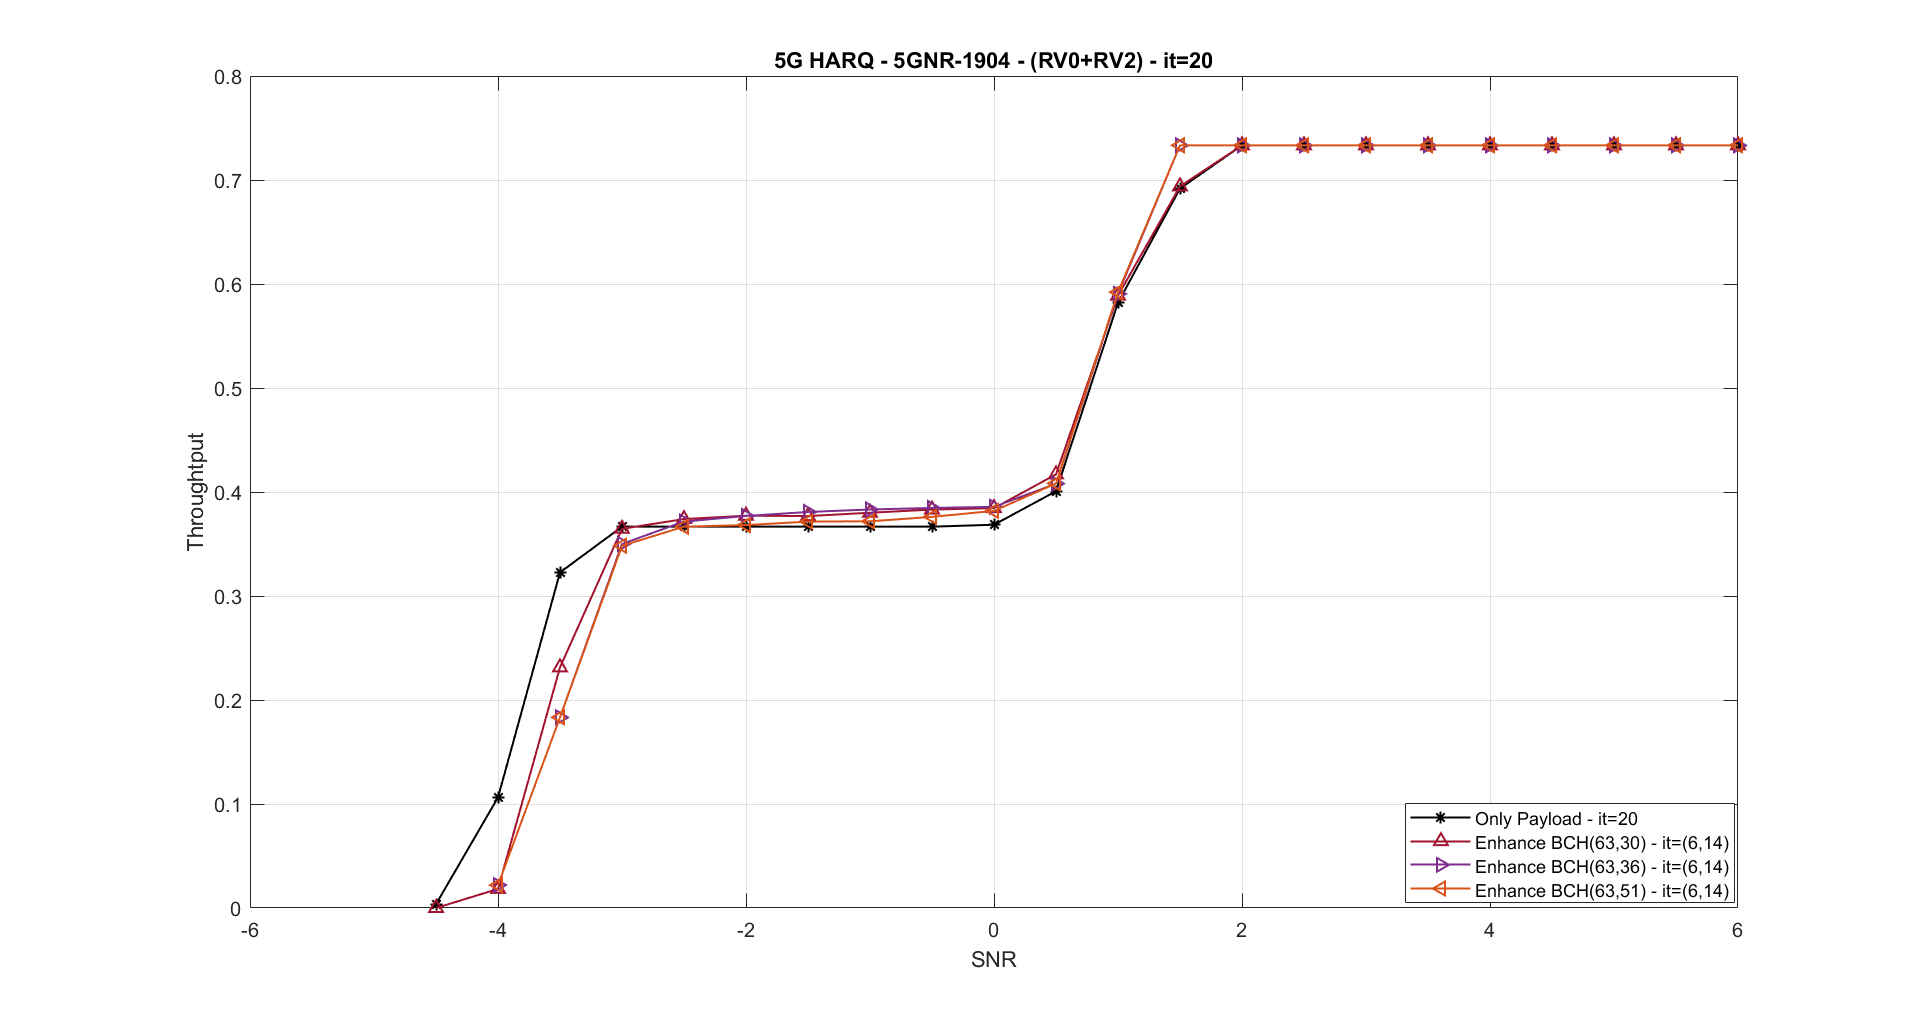 5G HARQ - 5GNR-1904 - (RV0+RV2) - it=20
0.8
0.7
0.6
0.5
0.4
0.3
0.2
0.1
0
Throughtput
-6 -4 -2 0 2 4 6
SNR
Only Payload - it=20
Enhance BCH(63,30) - it=(6,14)
Enhance BCH(63,36) - it=(6,14)
Enhance BCH(63,51) - it=(6,14)